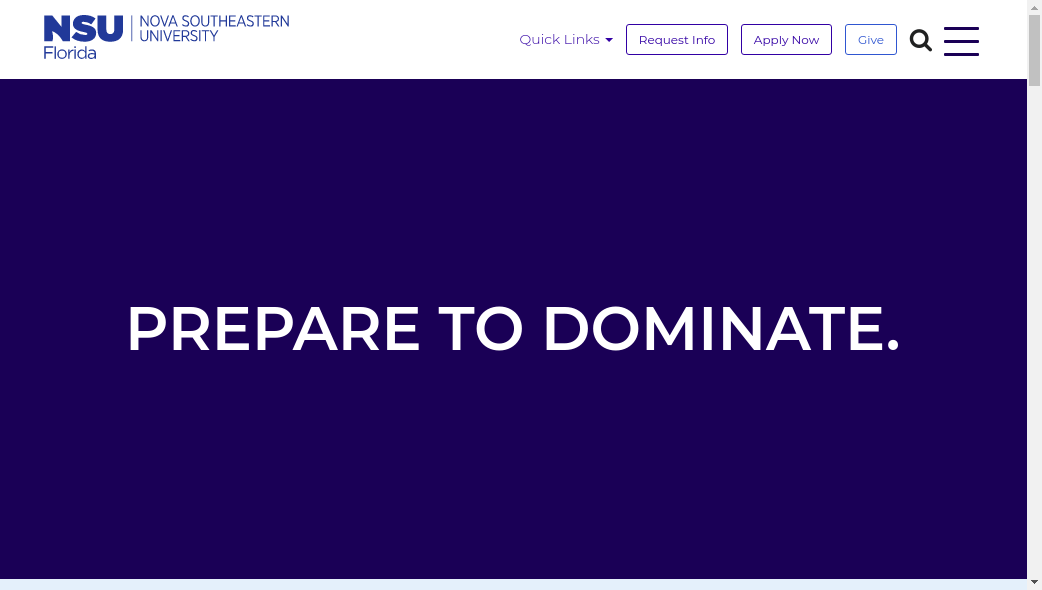 NSU
Florida
NOVA SOUTHEASTERN
UNIVERSITY
Quick Links
Request Info
Apply Now
Give
PREPARE TO DOMINATE.